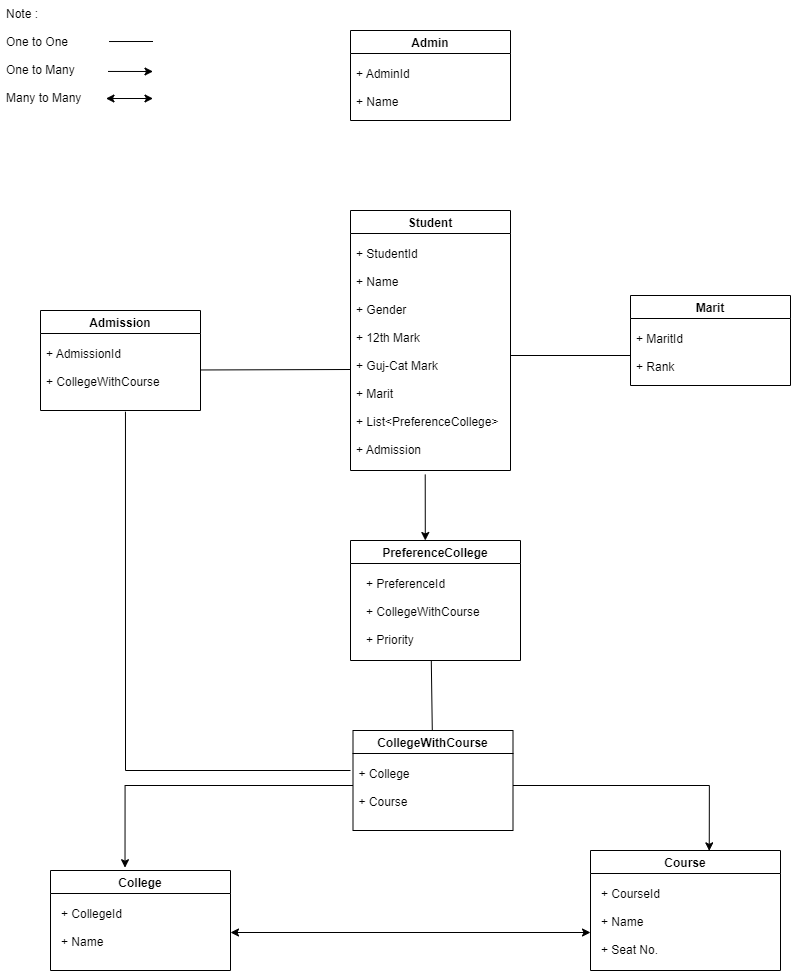 Note :
One to One
One to Many
Many to Many
Admin
+ AdminId
+ Name
Student
+ StudentId
+ Name
+ Gender
+ 12th Mark
+ Guj-Cat Mark
+ Marit
+ List<PreferenceCollege>
+ Admission
Admission
+ AdmissionId
+ CollegeWithCourse
Marit
+ MaritId
+ Rank
PreferenceCollege
+ PreferenceId
+ CollegeWithCourse
+ Priority
CollegeWithCourse
+ College
+ Course
College
+ CollegeId
+ Name
Course
+ CourseId
+ Name
+ Seat No.